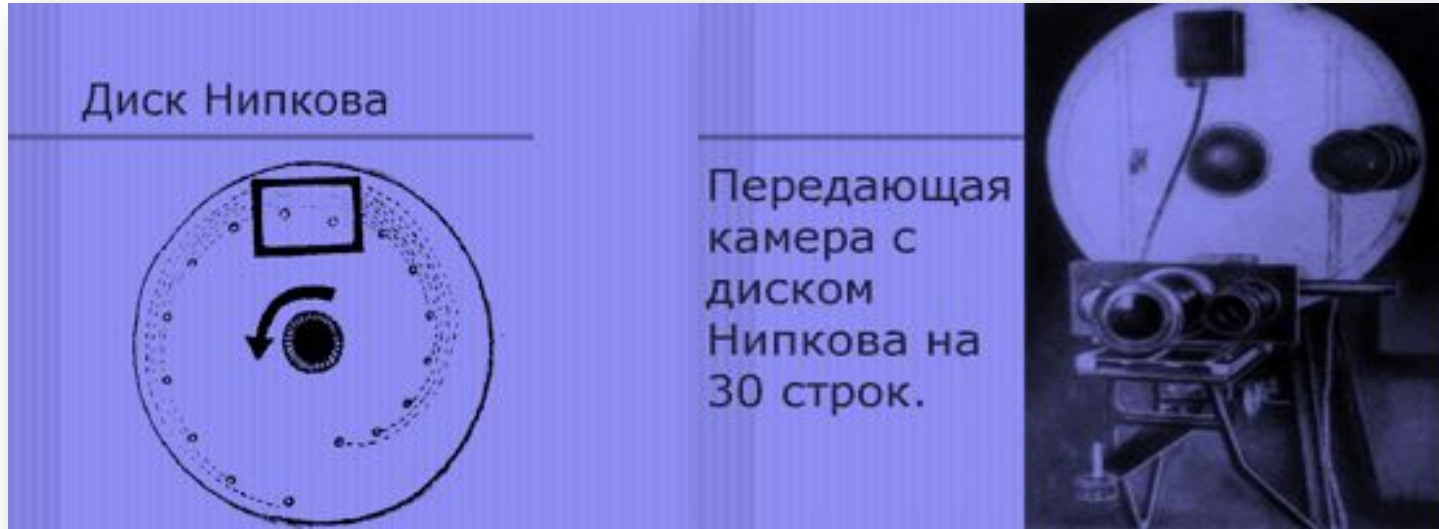 Диск Нипкова
Передающая
камера с
диском
Нипкова на
30 строк.